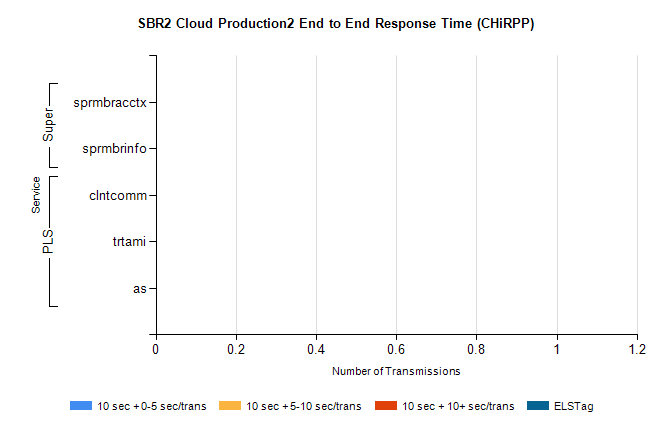 SBR2 Cloud Production2 End to End Response Time (CHiRPP)
Service
Super
PLS
sprmbracctx
sprmbrinfo
clntcomm
trtami
as
0 0.2 0.4 0.6 0.8 1 1.2
Number of Transmissions
10 sec +0-5 sec/trans 10 sec +5-10 sec/trans 10 sec + 10+ sec/trans ELSTag